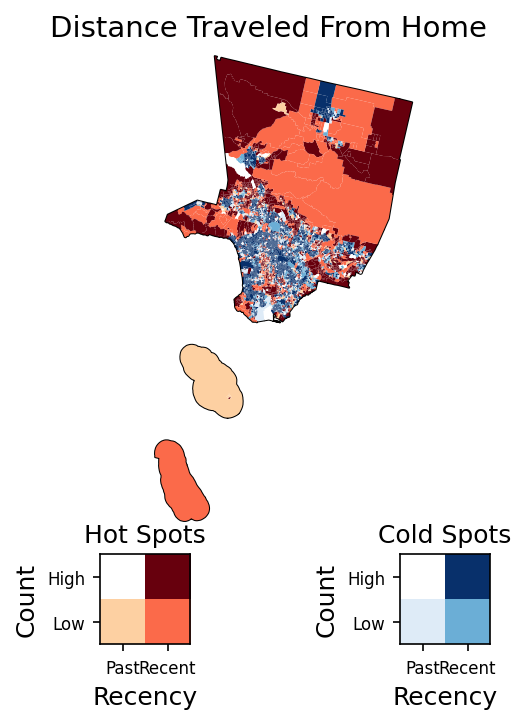 Distance Traveled From Home
Hot Spots
Count
High
Low
Past
Recent
Recency
Cold Spots
Count
High
Low
Past
Recent
Recency